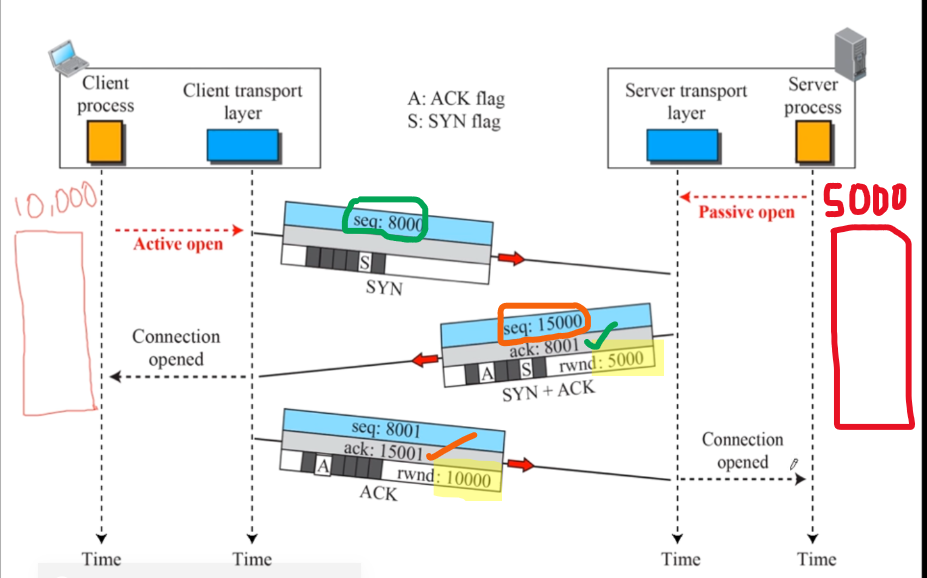 Client
process
Client transport
layer
A: ACK flag
S: SYN flag
Server transport
layer
Server
process
10,000
Active open
seq: 8000
S
SYN
Passive open
5000
Connection
opened
seq: 15000
ack: 8001
A S rwnd: 5000
SYN + ACK
seq: 8001
ack: 15001
A rwnd: 10000
ACK
Connection
opened
Time
Time
Time
Time